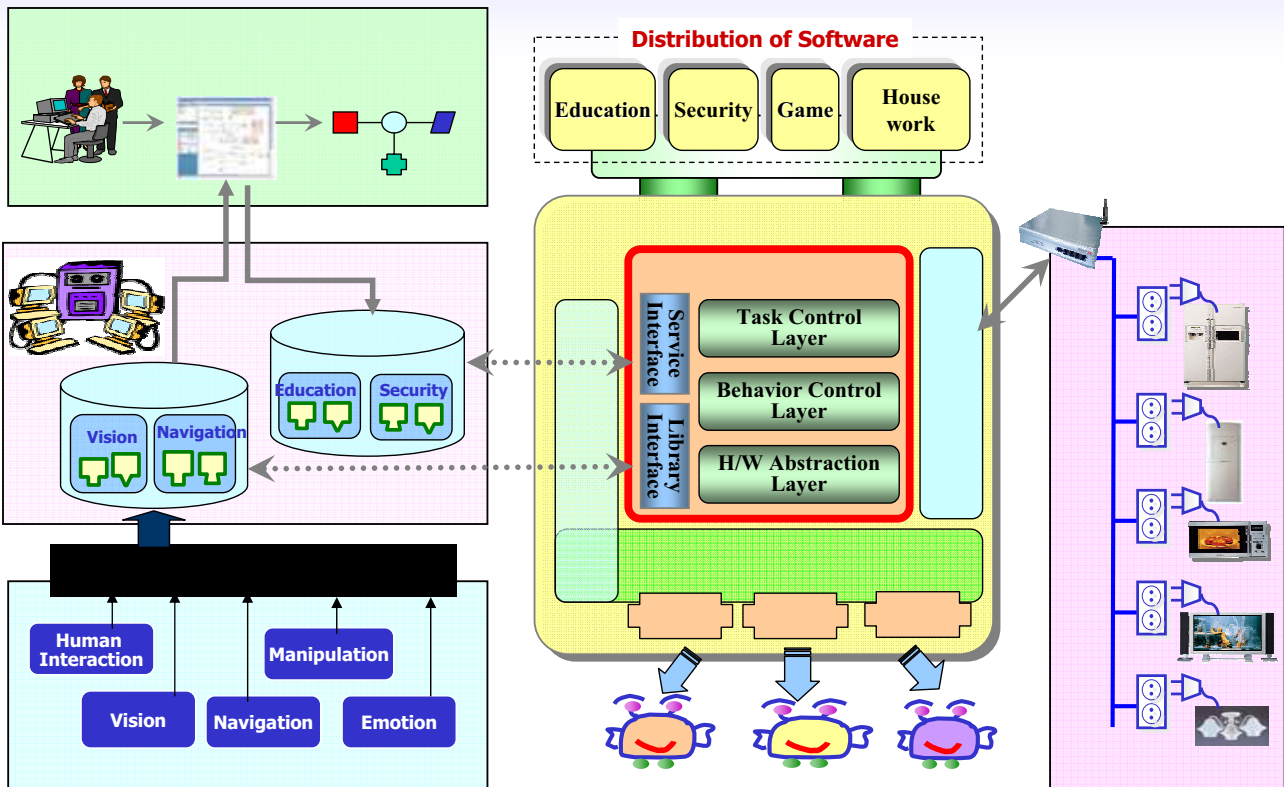 Distribution of Software
Education
Security
Game
House
work
Service
Interface
Library
Interface
Task Control
Layer
Behavior Control
Layer
H/W Abstraction
Layer
Education
Security
Vision
Navigation
Human
Interaction
Manipulation
Vision
Navigation
Emotion